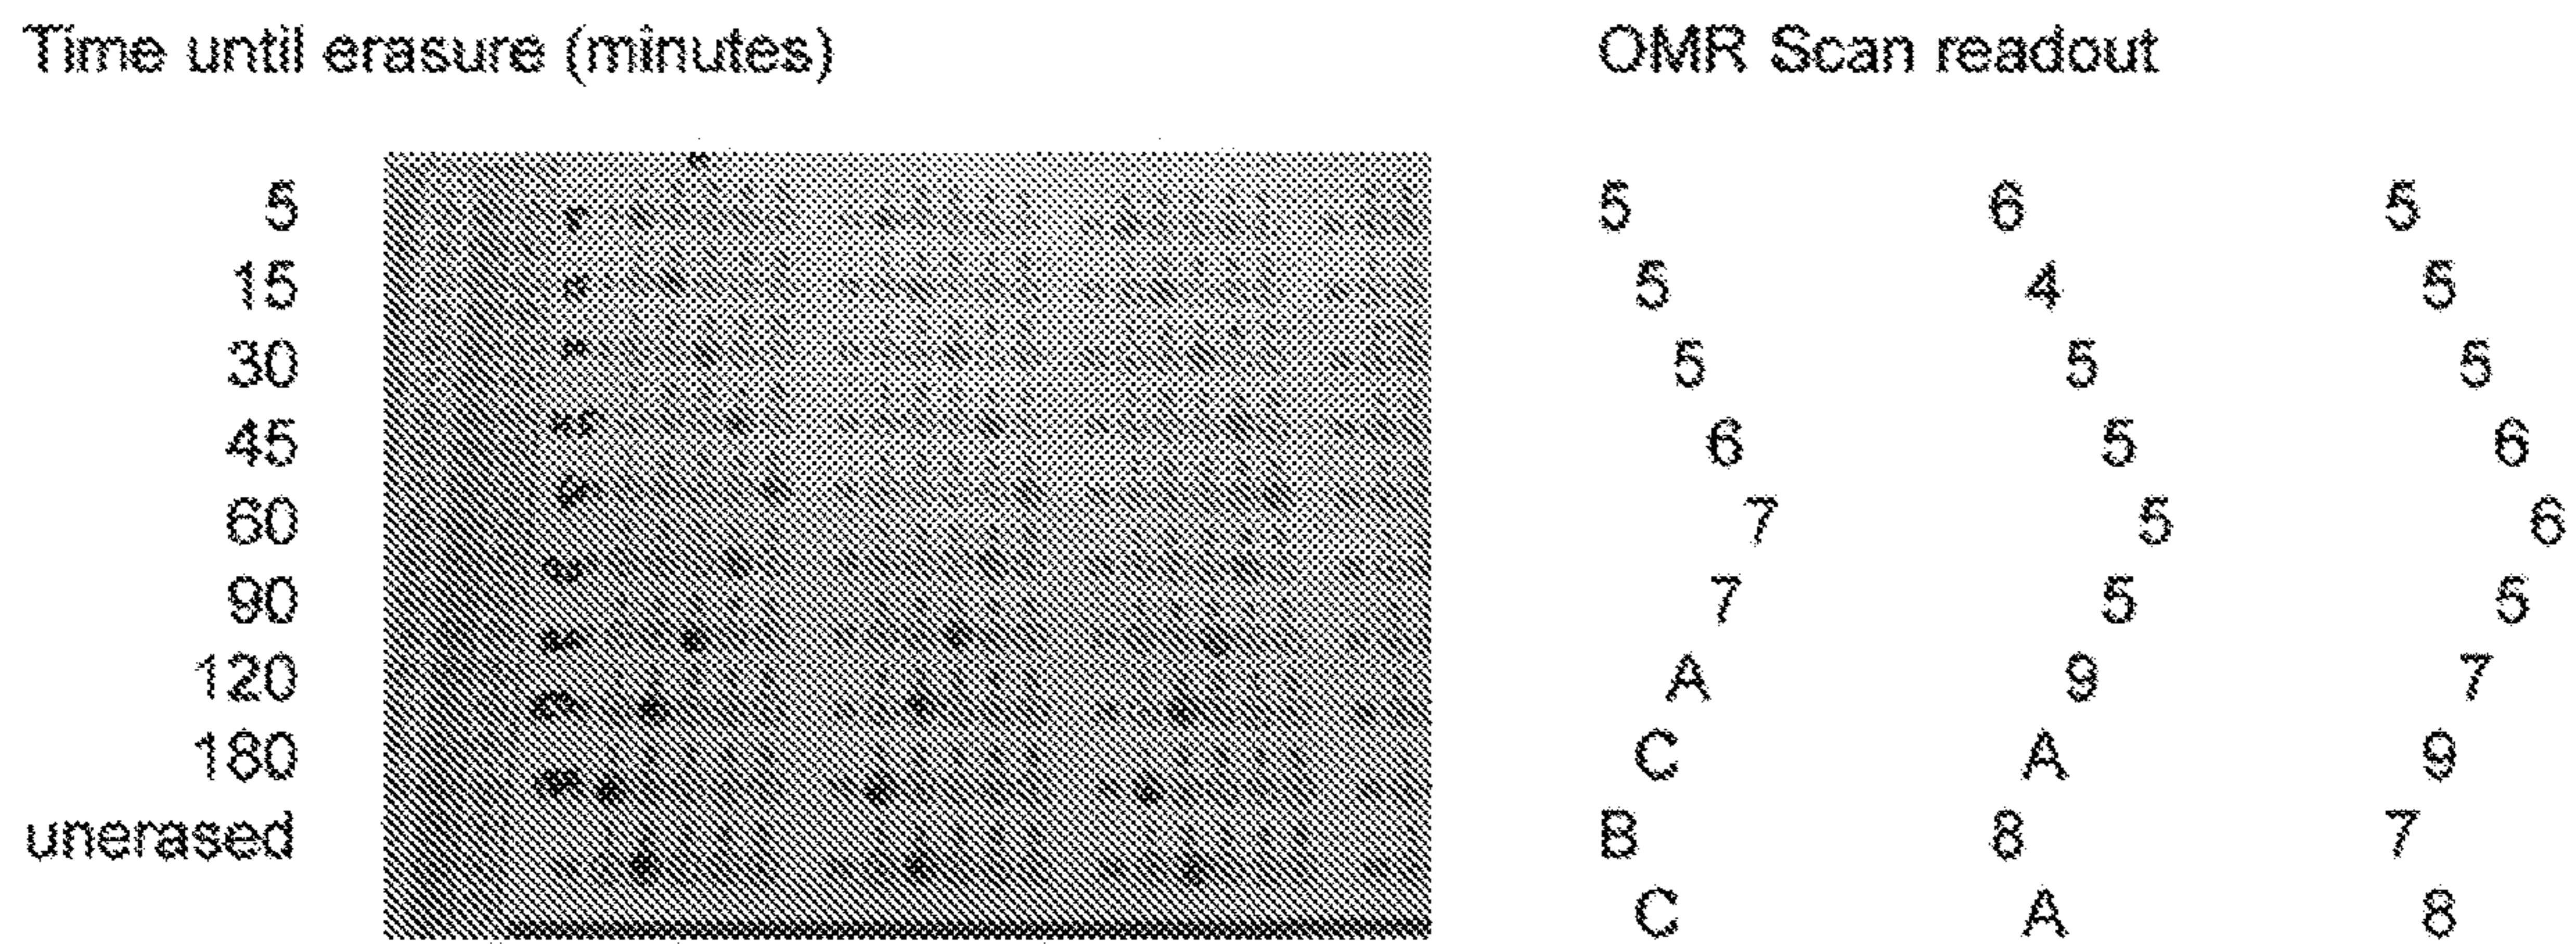 Time until erasure (minutes) OMR Scan readout
5 5 6 5
15 5 4 5
30 5 5 5
45 6 5 6
60 7 5 6
90 7 5 5
120 A 9 7
180 C A 9
unerased B 8 7
C A 8